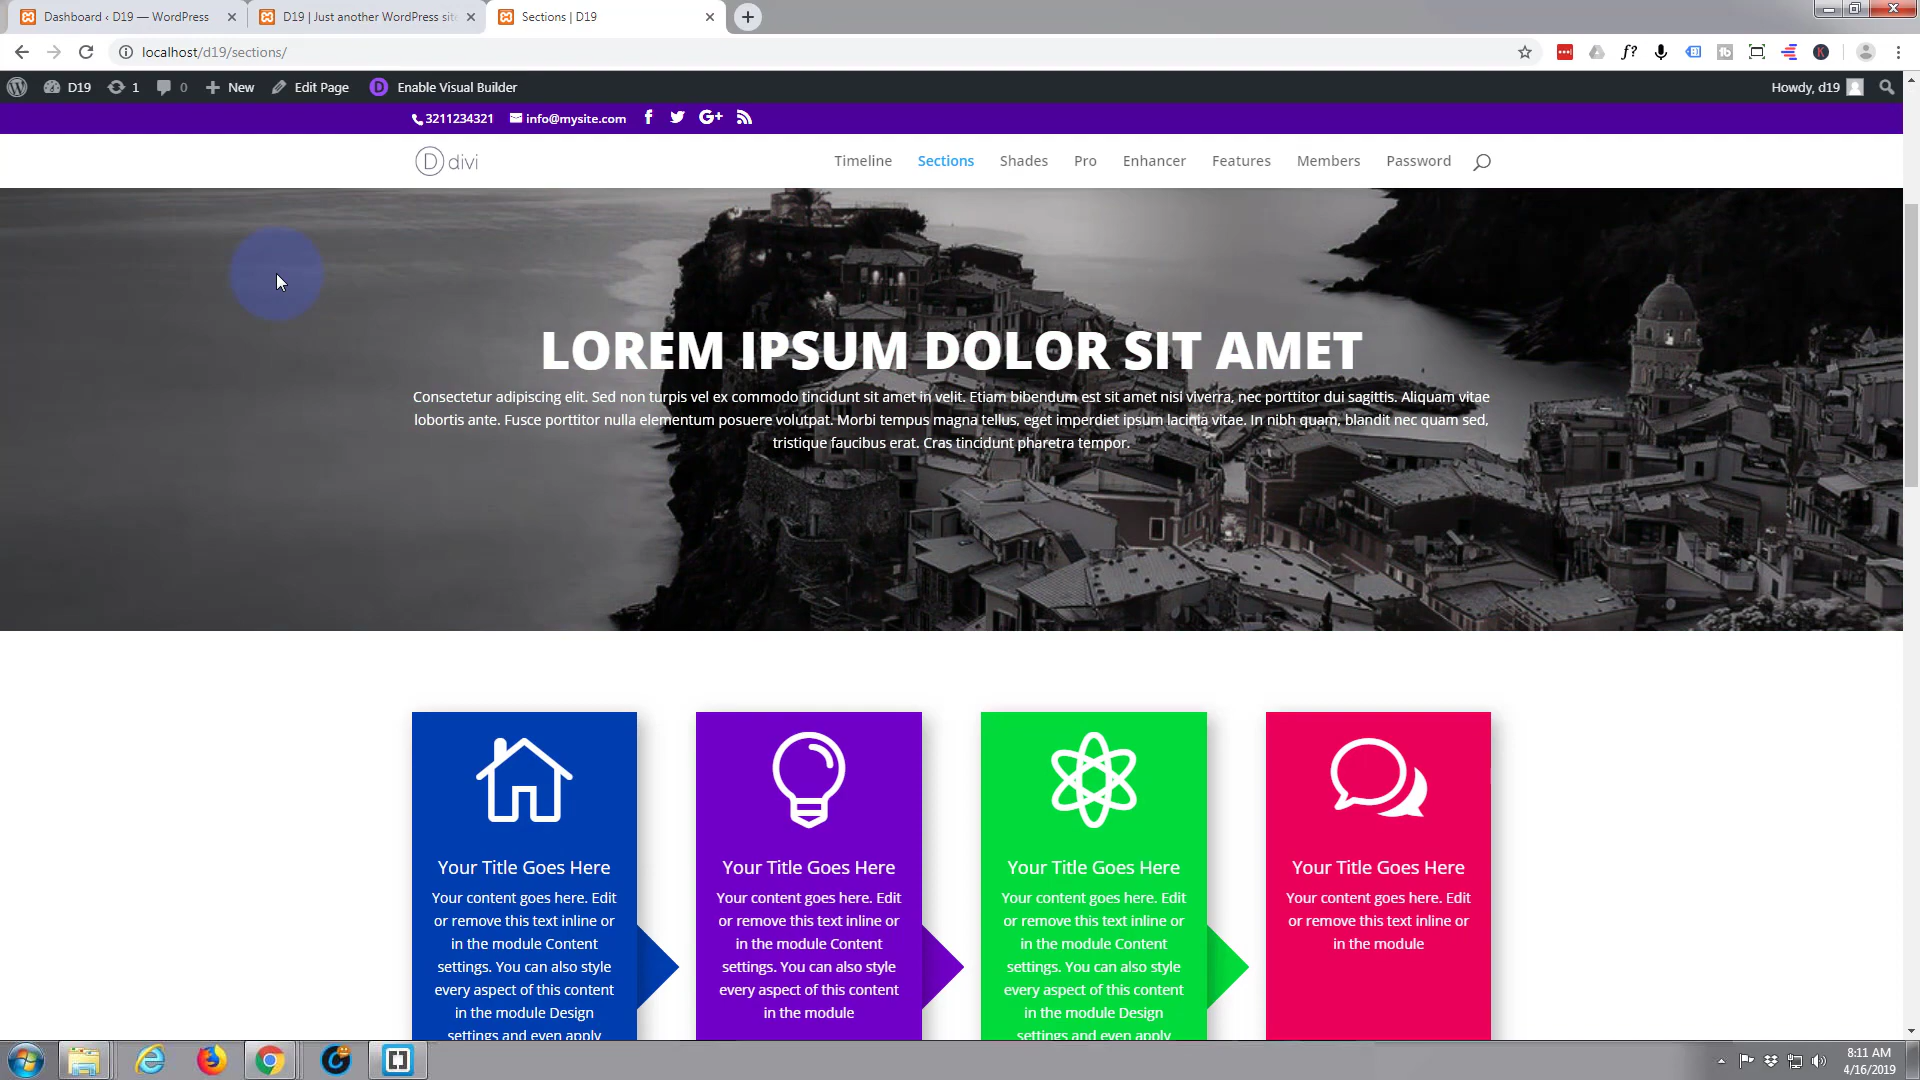 Dashboard ‹ D19 — WordPress
D19 | Just another WordPress site
Sections | D19
localhost/d19/sections/
D19
1
0
New
Edit Page
Enable Visual Builder
Howdy, d19
3211234321
info@mysite.com
divi
Timeline
Sections
Shades
Pro
Enhancer
Features
Members
Password
LOREM IPSUM DOLOR SIT AMET
Consectetur adipiscing elit. Sed non turpis vel ex commodo tincidunt sit amet in velit. Etiam bibendum est sit amet nisi viverra, nec porttitor dui sagittis. Aliquam vitae
lobortis ante. Fusce porttitor nulla elementum posuere volutpat. Morbi tempus magna tellus, eget imperdiet ipsum lacinia vitae. In nibh quam, blandit nec quam sed,
tristique faucibus erat. Cras tincidunt pharetra tempor.
Your Title Goes Here
Your content goes here. Edit
or remove this text inline or
in the module Content
settings. You can also style
every aspect of this content
in the module Design
settings and even apply
Your Title Goes Here
Your content goes here. Edit
or remove this text inline or
in the module Content
settings. You can also style
every aspect of this content
in the module
Your Title Goes Here
Your content goes here. Edit
or remove this text inline or
in the module Content
settings. You can also style
every aspect of this content
in the module Design
settings and even apply
Your Title Goes Here
Your content goes here. Edit
or remove this text inline or
in the module
8:11 AM
4/16/2019